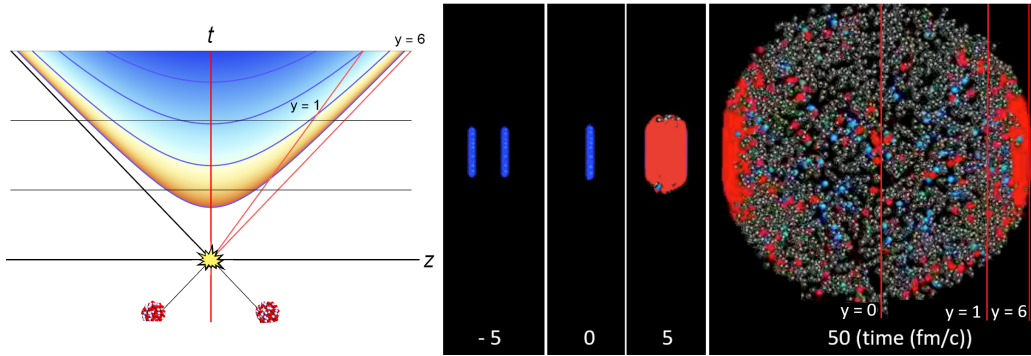 t
y = 6
y = 1
z
- 5
0
5
y = 0
y = 1
y = 6
50 (time (fm/c))